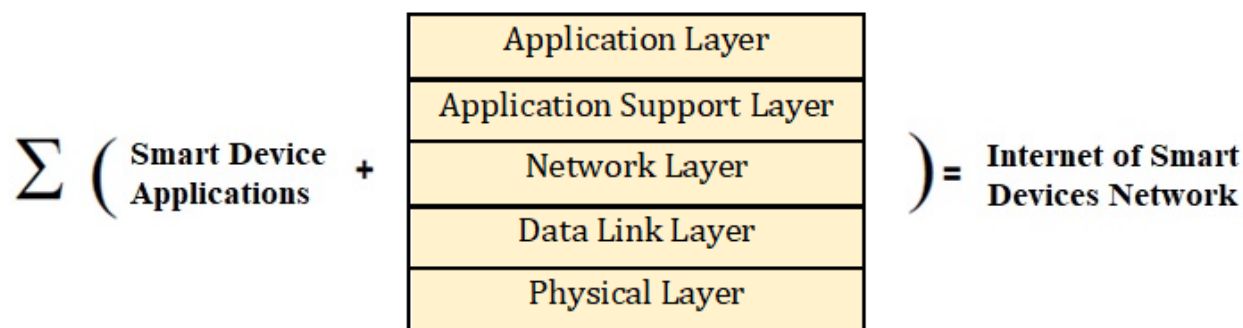 Application Layer
Application Support Layer
Network Layer
Data Link Layer
Physical Layer
∑ ( Smart Device
Applications
+
) =
Internet of Smart
Devices Network